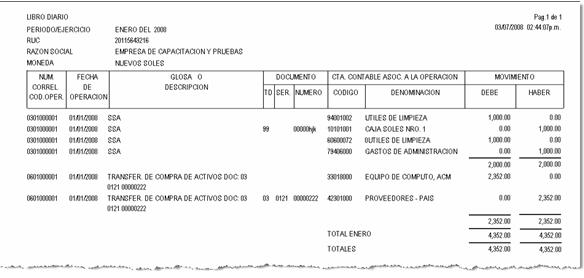 LIBRO DIARIO Pag.1 de 1
PERIODO/EJERCICIO ENERO DEL 2008 03/07/2008 02:44:07p.m.
RUC 20115643216
RAZON SOCIAL EMPRESA DE CAPACITACION Y PRUEBAS
MONEDA NUEVOS SOLES
NUM. CORREL COD.OPER. FECHA DE OPERACION GLOSA O DESCRIPCION DOCUMENTO CTA. CONTABLE ASOC. A LA OPERACION MOVIMIENTO
TD SER. NUMERO CODIGO DENOMINACION DEBE HABER
0301000001 01/01/2008 SSA 94001002 UTILES DE LIMPIEZA 1,000.00 0.00
0301000001 01/01/2008 SSA 99 00000hjk 10101001 CAJA SOLES NRO. 1 0.00 1,000.00
0301000001 01/01/2008 SSA 60600072 0UTILES DE LIMPIEZA 1,000.00 0.00
0301000001 01/01/2008 SSA 79406000 GASTOS DE ADMINISTRACION 0.00 1,000.00
2,000.00 2,000.00
0601000001 01/01/2008 TRANSFER. DE COMPRA DE ACTIVOS DOC: 03 33018000 EQUIPO DE COMPUTO, ACM 2,352.00 0.00
0121 00000222
0601000001 01/01/2008 TRANSFER. DE COMPRA DE ACTIVOS DOC: 03 03 0121 00000222 42301000 PROVEEDORES - PAIS 0.00 2,352.00
0121 00000222
2,352.00 2,352.00
TOTAL ENERO 4,352.00 4,352.00
TOTALES 4,352.00 4,352.00